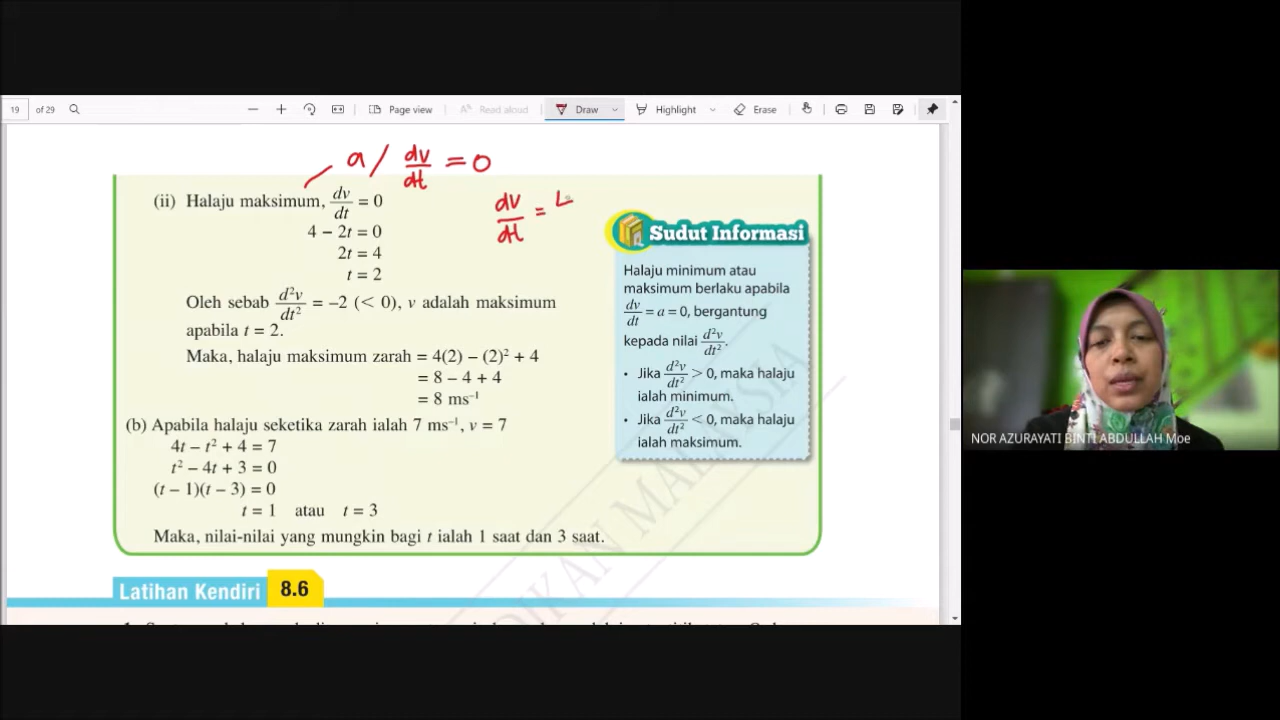 19 of 29 Page view Read aloud Draw Highlight Erase
a / dv/dt = 0
(ii) Halaju maksimum, dv/dt = 0
4 – 2t = 0
2t = 4
t = 2
Oleh sebab d²v/dt² = –2 (< 0), v adalah maksimum
apabila t = 2.
Maka, halaju maksimum zarah = 4(2) – (2)² + 4
= 8 – 4 + 4
= 8 ms⁻¹
(b) Apabila halaju seketika zarah ialah 7 ms⁻¹, v = 7
4t – t² + 4 = 7
t² – 4t + 3 = 0
(t – 1)(t – 3) = 0
t = 1 atau t = 3
Maka, nilai-nilai yang mungkin bagi t ialah 1 saat dan 3 saat.
dv/dt =
Sudut Informasi
Halaju minimum atau
maksimum berlaku apabila
dv/dt = a = 0, bergantung
kepada nilai d²v/dt².
• Jika d²v/dt² > 0, maka halaju
ialah minimum.
• Jika d²v/dt² < 0, maka halaju
ialah maksimum.
Latihan Kendiri 8.6
NOR AZURAYATI BINTI ABDULLAH Moe